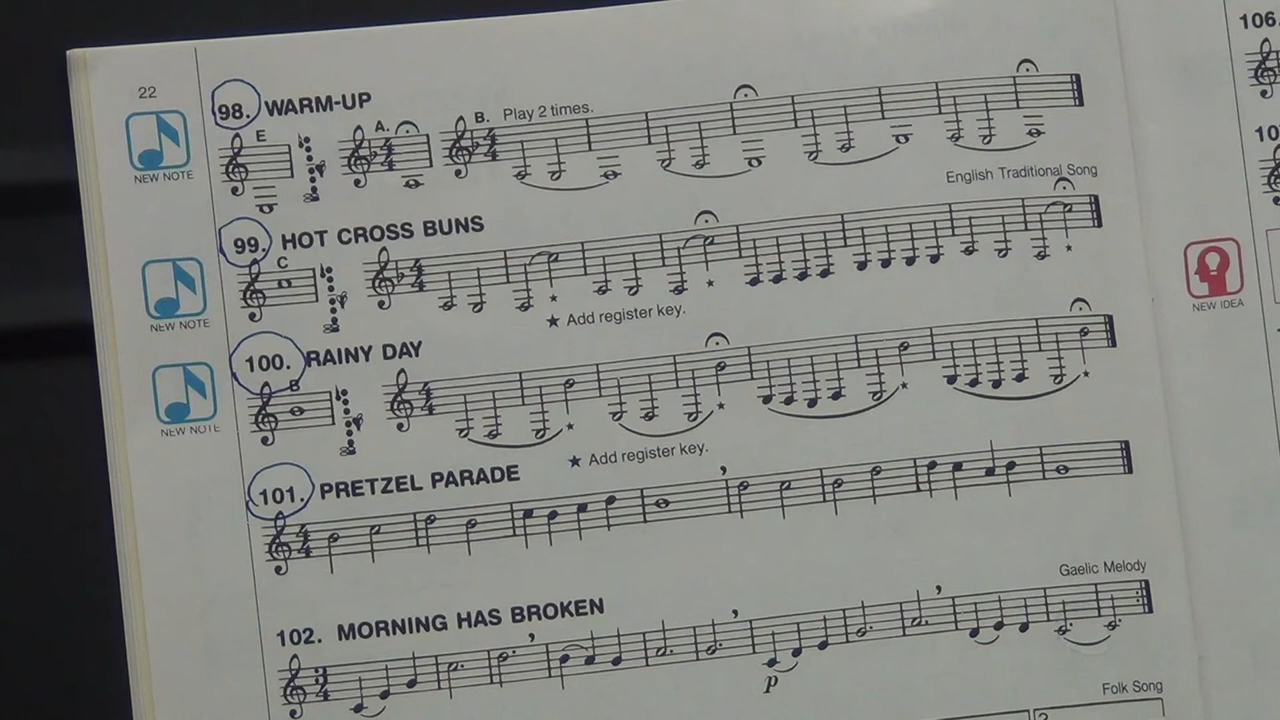 22
98. WARM-UP
NEW NOTE
E
A.
B. Play 2 times.
English Traditional Song
99. HOT CROSS BUNS
NEW NOTE
C
★ Add register key.
100. RAINY DAY
NEW NOTE
B
★ Add register key.
101. PRETZEL PARADE
Gaelic Melody
102. MORNING HAS BROKEN
p
Folk Song
2
106.
10
NEW IDEA